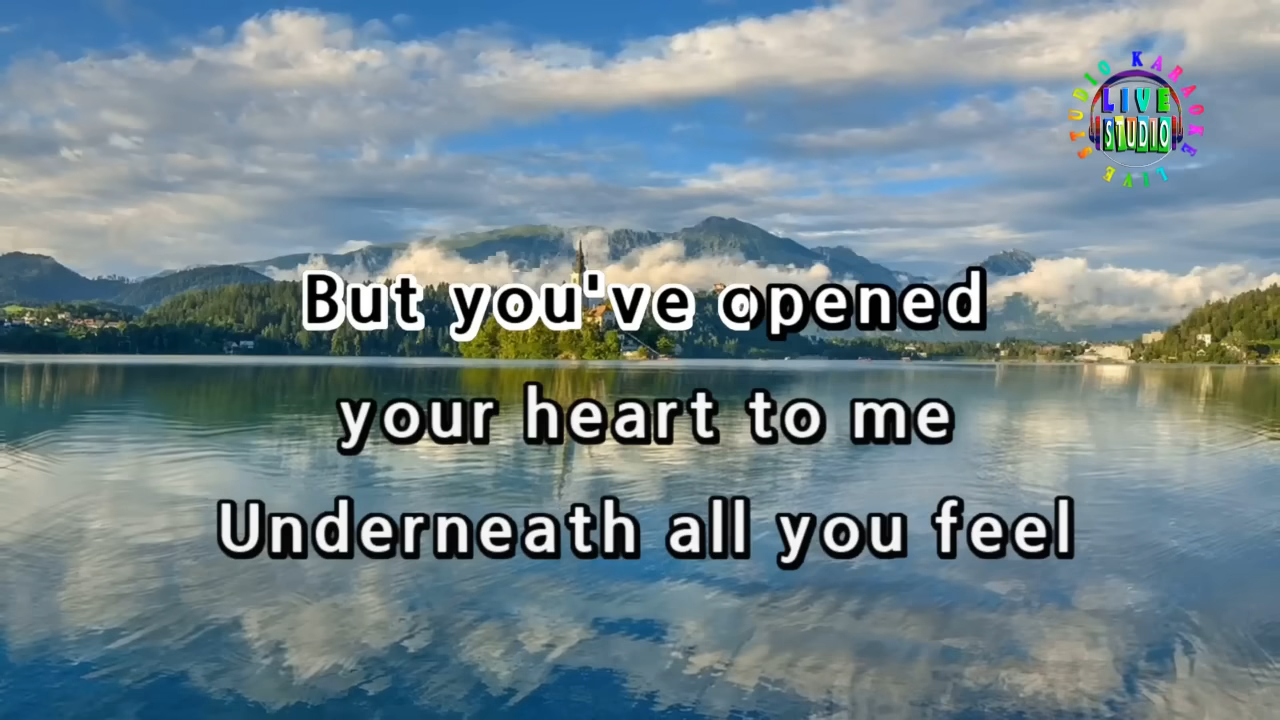 STUDIO KARAOKE LIVE
LIVE
STUDIO
But you've opened
your heart to me
Underneath all you feel